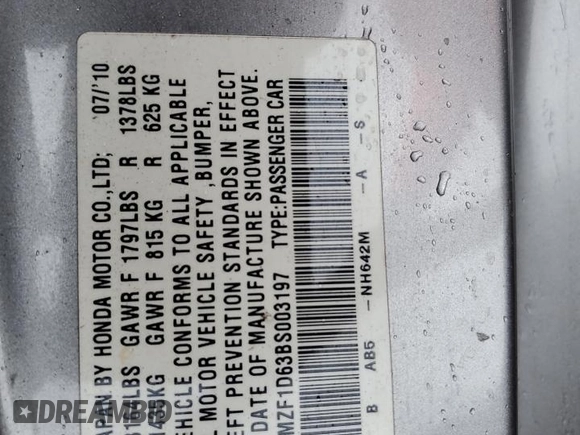 APAN BY HONDA MOTOR CO.,LTD; 07/'10
LBS GAWR F 1797LBS R 1378LBS
KG GAWR F 815 KG R 625 KG
EHICLE CONFORMS TO ALL APPLICABLE
MOTOR VEHICLE SAFETY ,BUMPER,
EFT PREVENTION STANDARDS IN EFFECT
DATE OF MANUFACTURE SHOWN ABOVE.
MZF1D63BS003197 TYPE:PASSENGER CAR
B AB5 -NH642M -A -S
DREAMBID